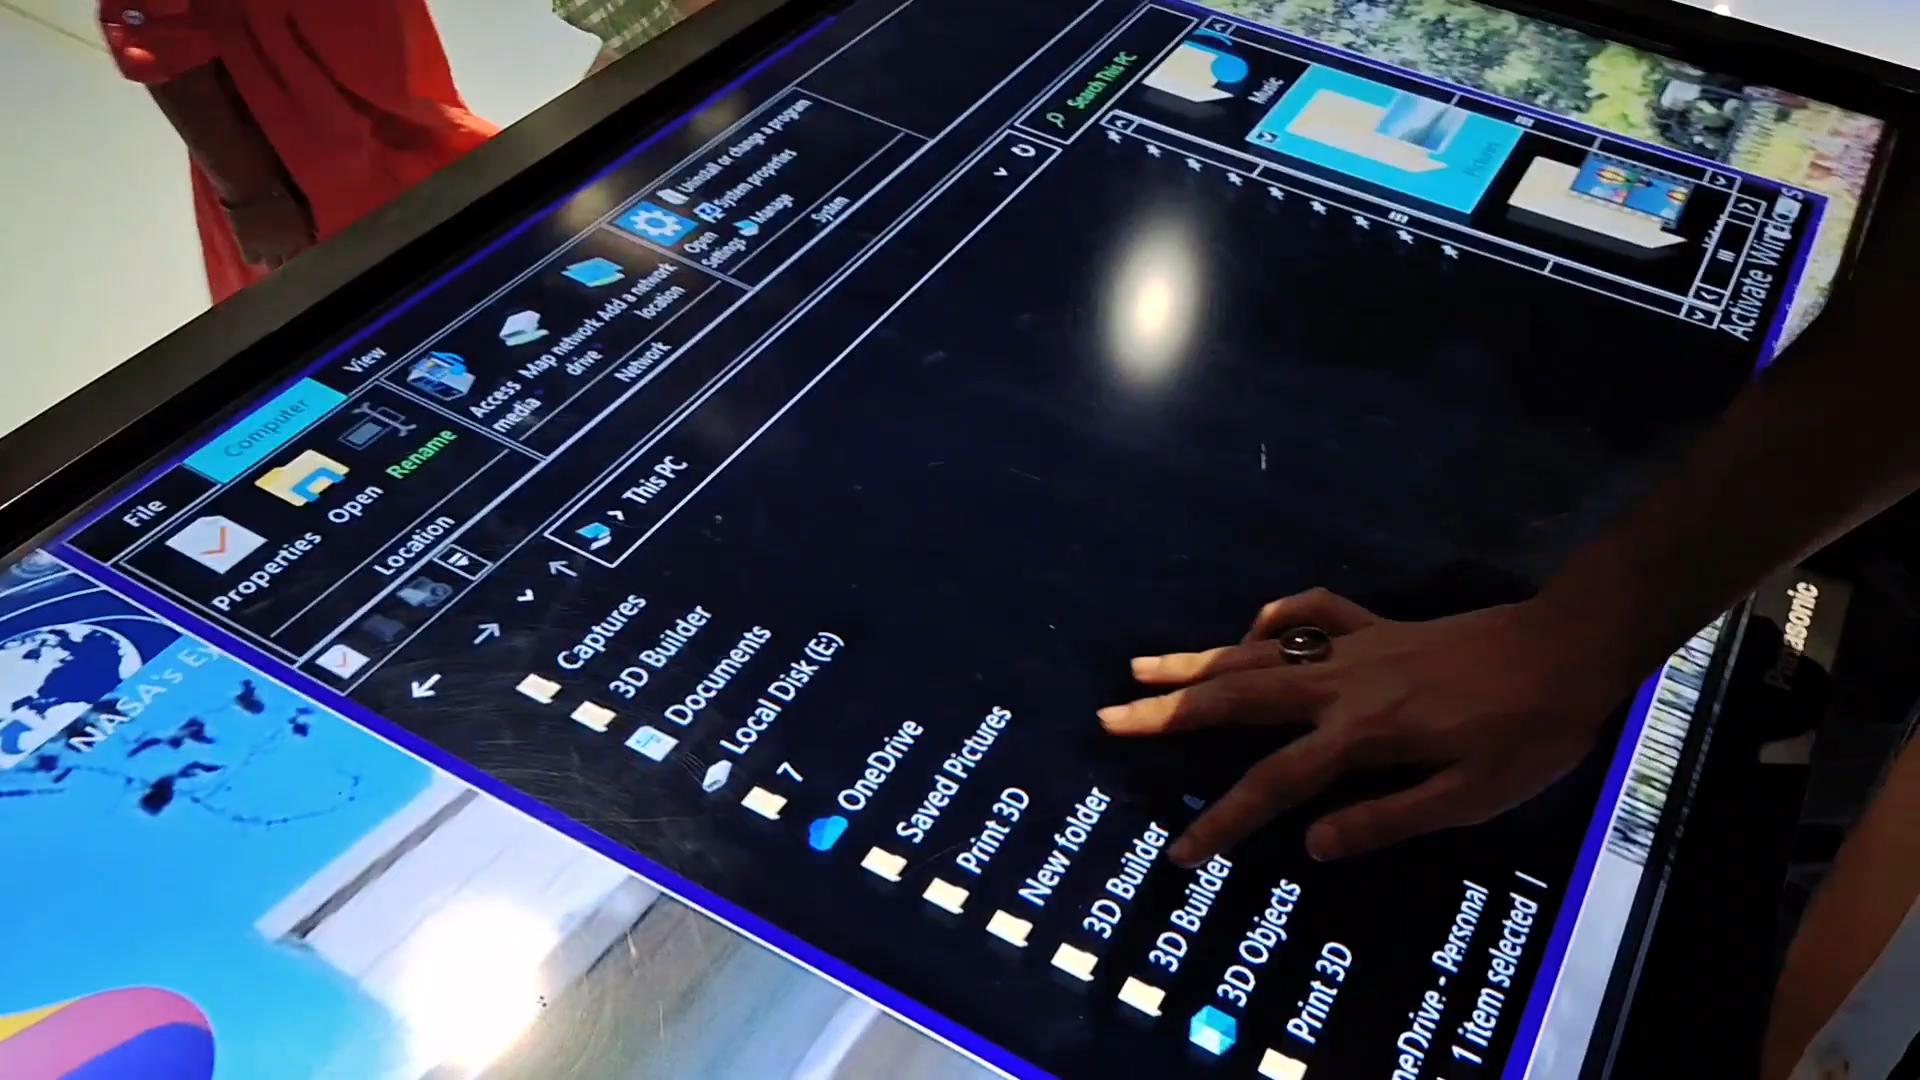 File
Computer
View
Properties
Open
Rename
Location
Access
media
Map network
drive
Add a network
location
Network
Open
Settings
Uninstall or change a program
System properties
Manage
System
This PC
Search This PC
Captures
3D Builder
Documents
Local Disk (E:)
7
OneDrive
Saved Pictures
Print 3D
New folder
3D Builder
3D Builder
3D Objects
Print 3D
neDrive - Personal
1 item selected
Music
Pictures
NASA's
Panasonic